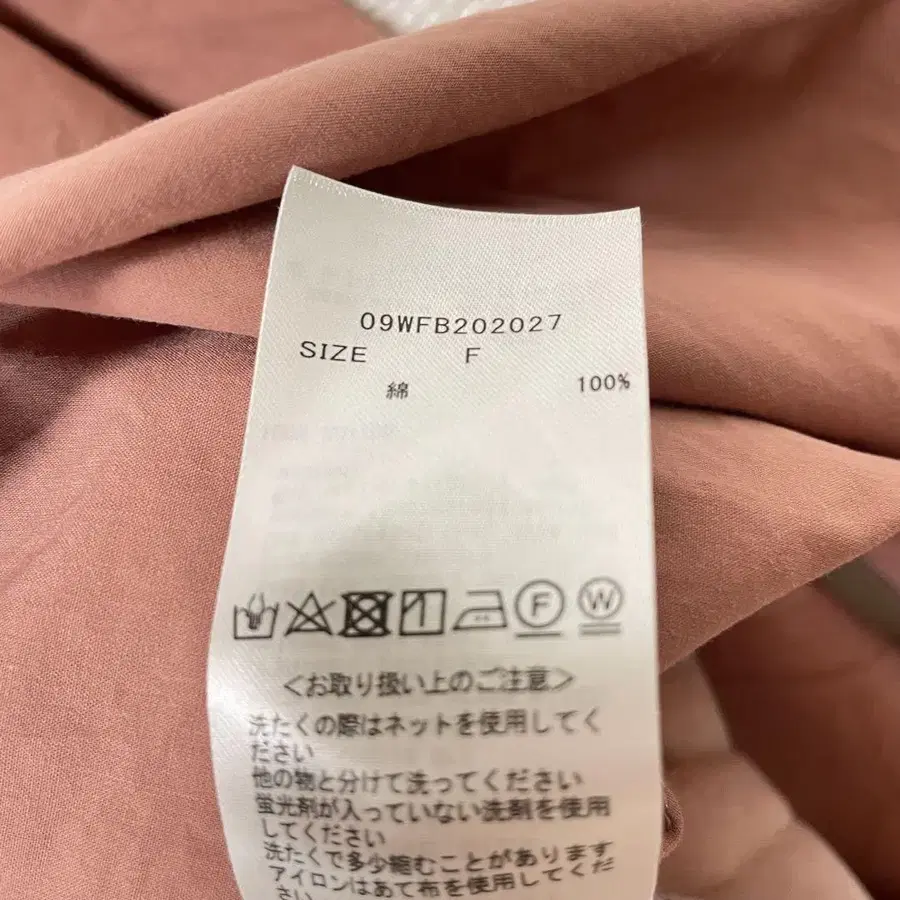 09WFB202027
SIZE F
綿 100%
F W
<お取り扱い上のご注意>
洗たくの際はネットを使用してく
ださい
他の物と分けて洗ってください
蛍光剤が入っていない洗剤を使用
してください
洗たくで多少縮むことがあります
アイロンはあて布を使用してくだ
さい